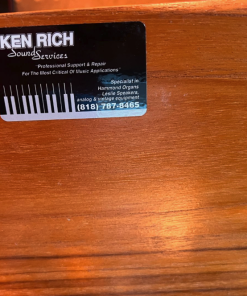 KEN RICH
Sound Services
"Professional Support & Repair
For The Most Critical Of Music Applications"
Specialist in
Hammond Organs
Leslie Speakers,
analog & vintage equipment
(818) 787-8465